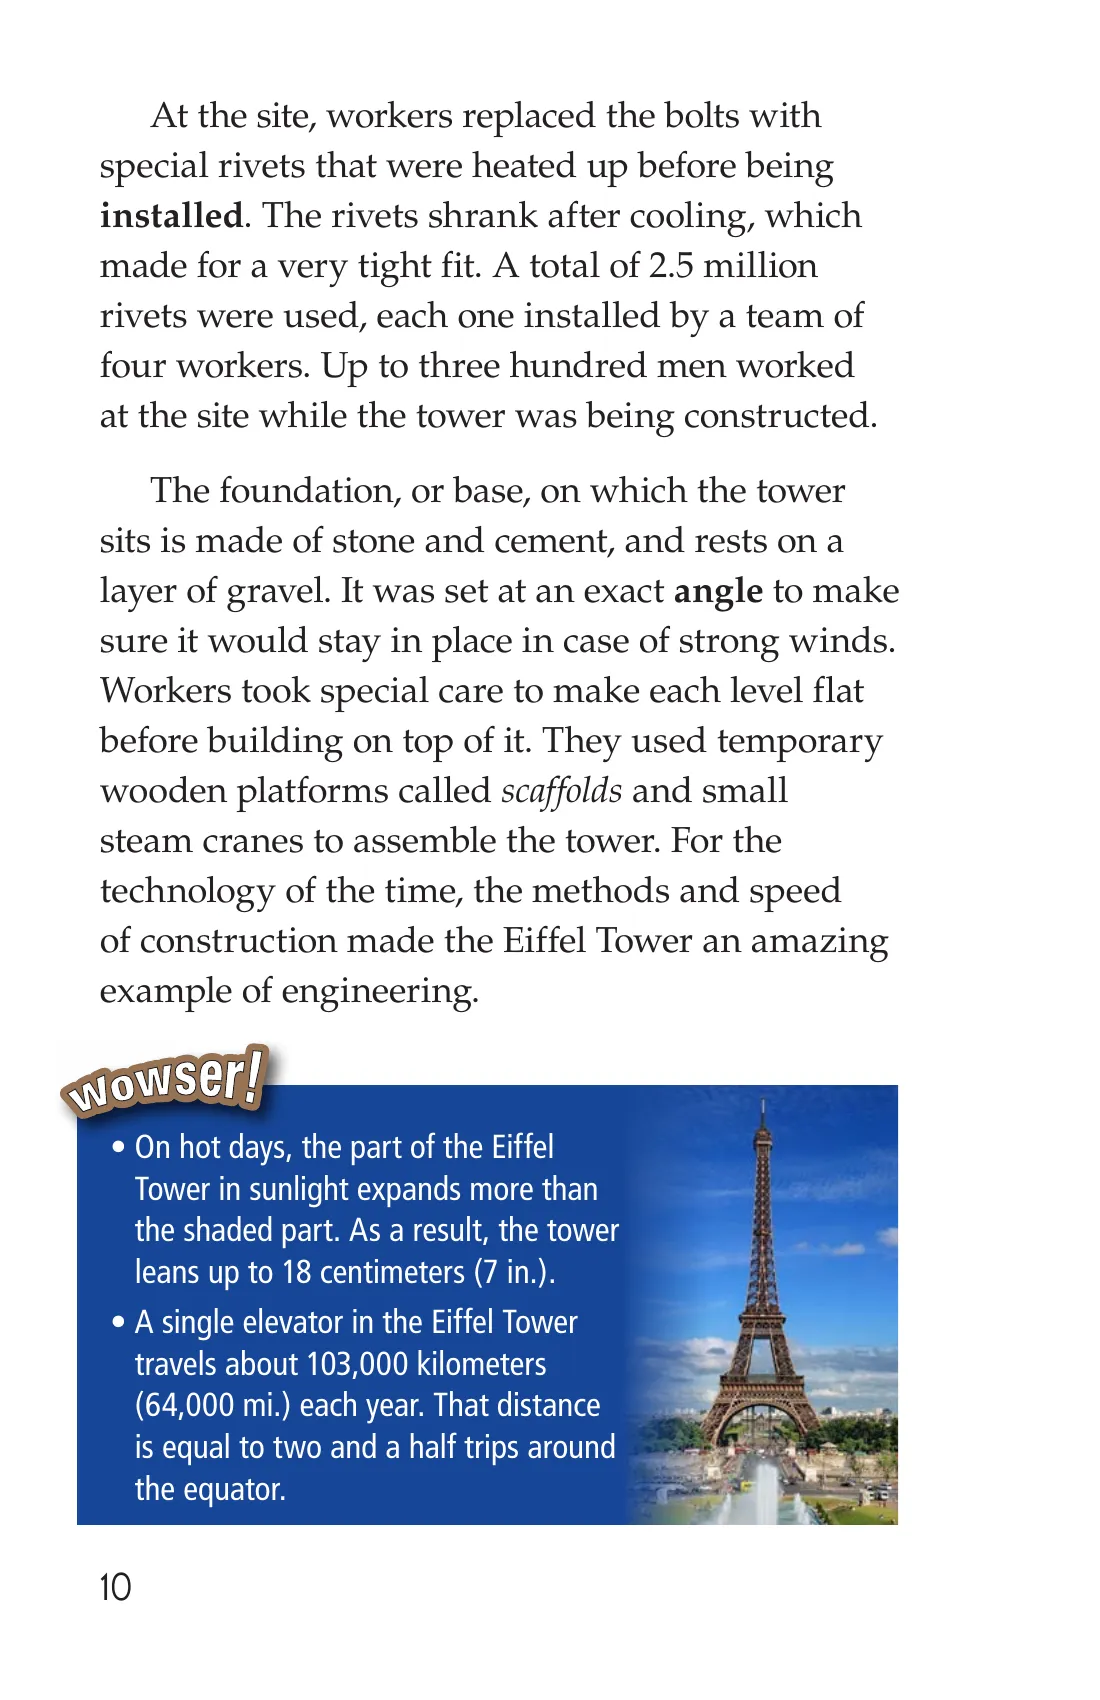 At the site, workers replaced the bolts with
special rivets that were heated up before being
installed. The rivets shrank after cooling, which
made for a very tight fit. A total of 2.5 million
rivets were used, each one installed by a team of
four workers. Up to three hundred men worked
at the site while the tower was being constructed.
The foundation, or base, on which the tower
sits is made of stone and cement, and rests on a
layer of gravel. It was set at an exact angle to make
sure it would stay in place in case of strong winds.
Workers took special care to make each level flat
before building on top of it. They used temporary
wooden platforms called scaffolds and small
steam cranes to assemble the tower. For the
technology of the time, the methods and speed
of construction made the Eiffel Tower an amazing
example of engineering.
Wowser!
• On hot days, the part of the Eiffel
Tower in sunlight expands more than
the shaded part. As a result, the tower
leans up to 18 centimeters (7 in.).
• A single elevator in the Eiffel Tower
travels about 103,000 kilometers
(64,000 mi.) each year. That distance
is equal to two and a half trips around
the equator.
10